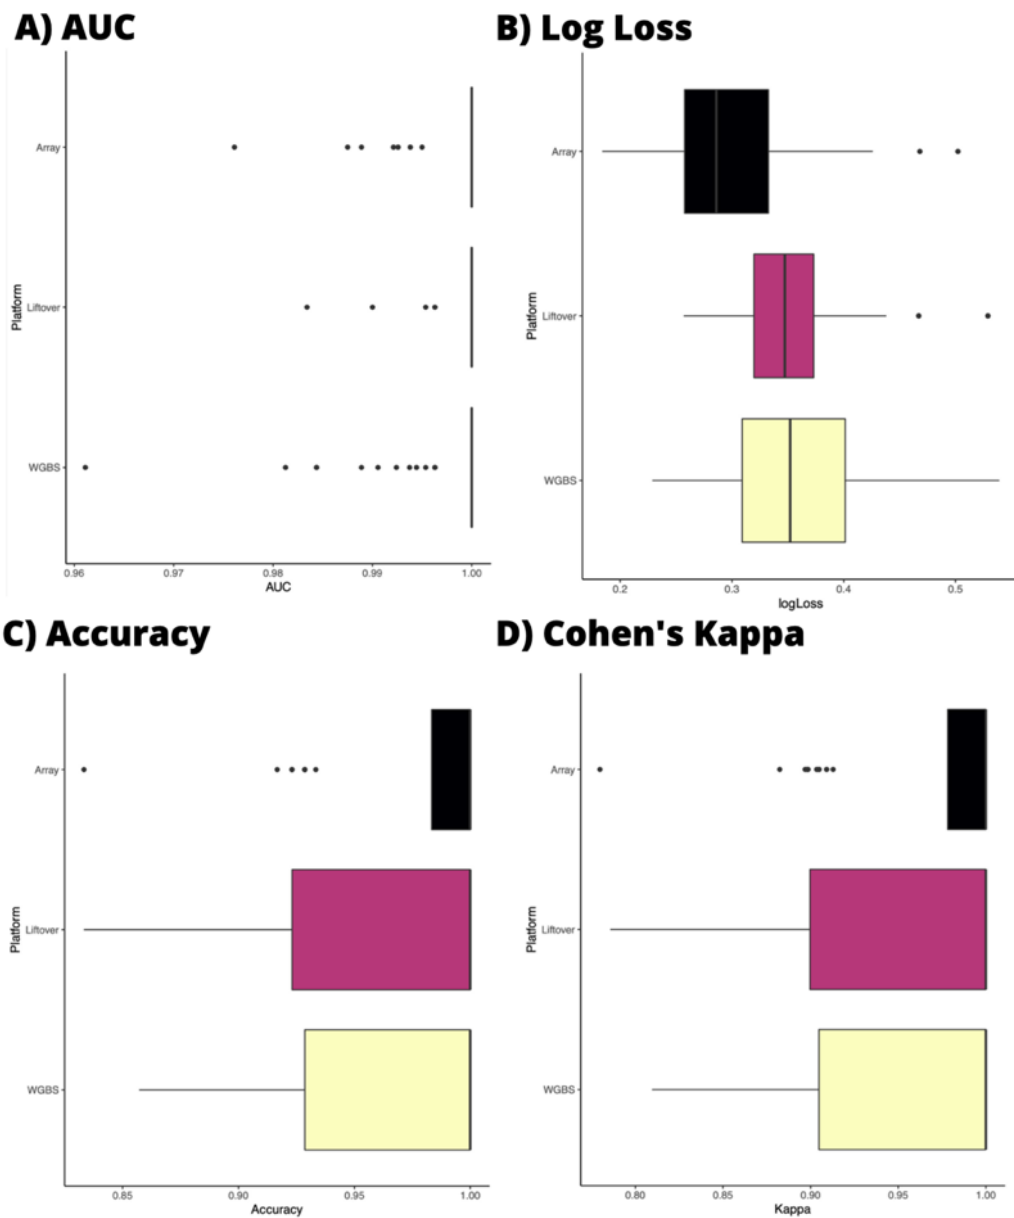 A) AUC
Platform
Array
Liftover
WGBS
0.96 0.97 0.98 0.99 1.00
AUC
B) Log Loss
Platform
Array
Liftover
WGBS
0.2 0.3 0.4 0.5
logLoss
C) Accuracy
Platform
Array
Liftover
WGBS
0.85 0.90 0.95 1.00
Accuracy
D) Cohen's Kappa
Platform
Array
Liftover
WGBS
0.80 0.85 0.90 0.95 1.00
Kappa